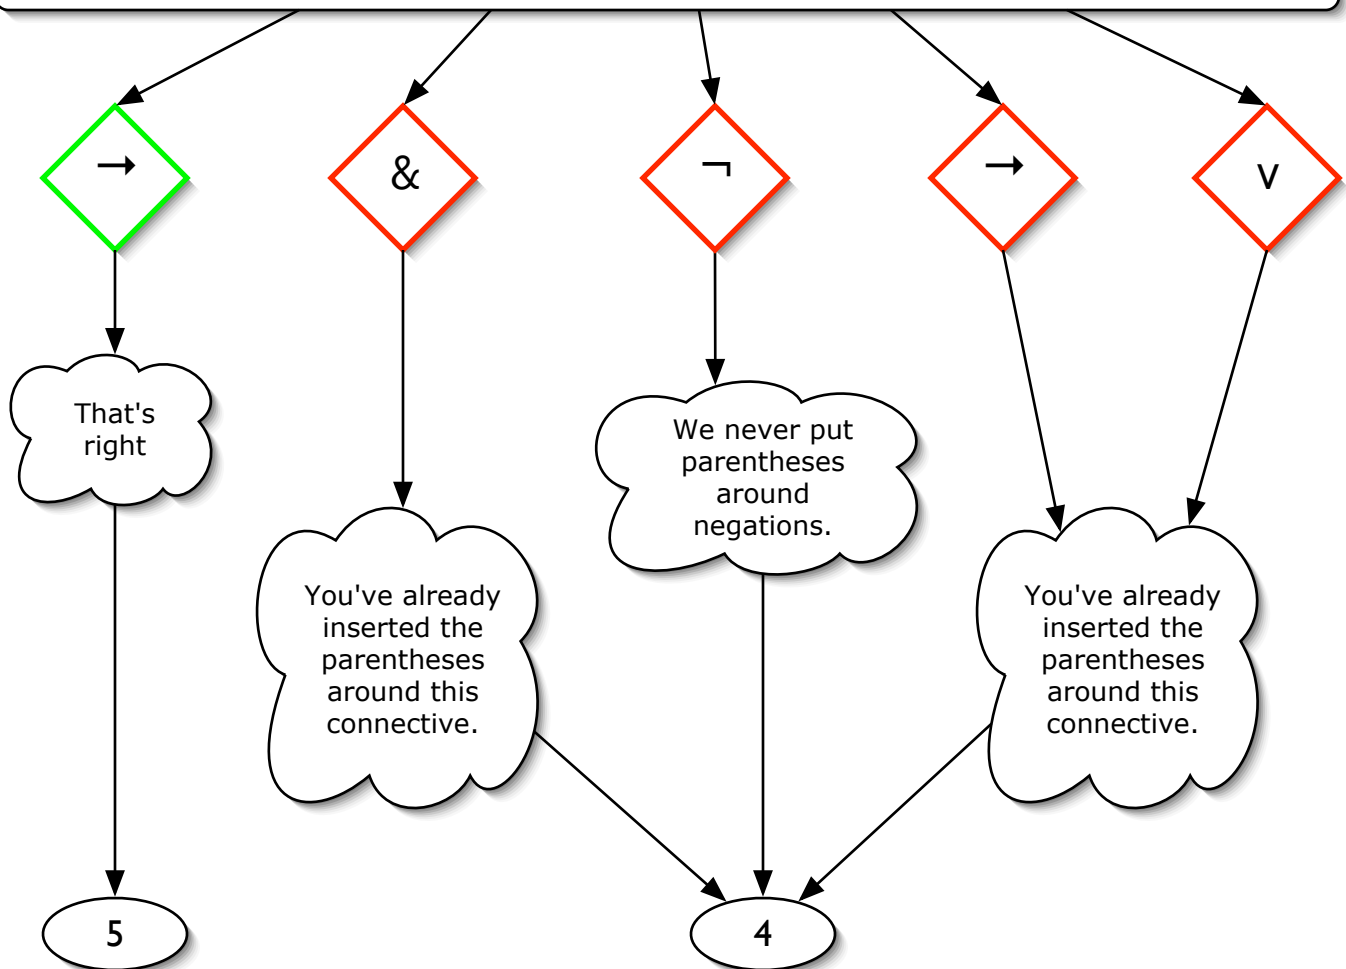 →
&
¬
→
v
That's
right
We never put
parentheses
around
negations.
You've already
inserted the
parentheses
around this
connective.
You've already
inserted the
parentheses
around this
connective.
5
4